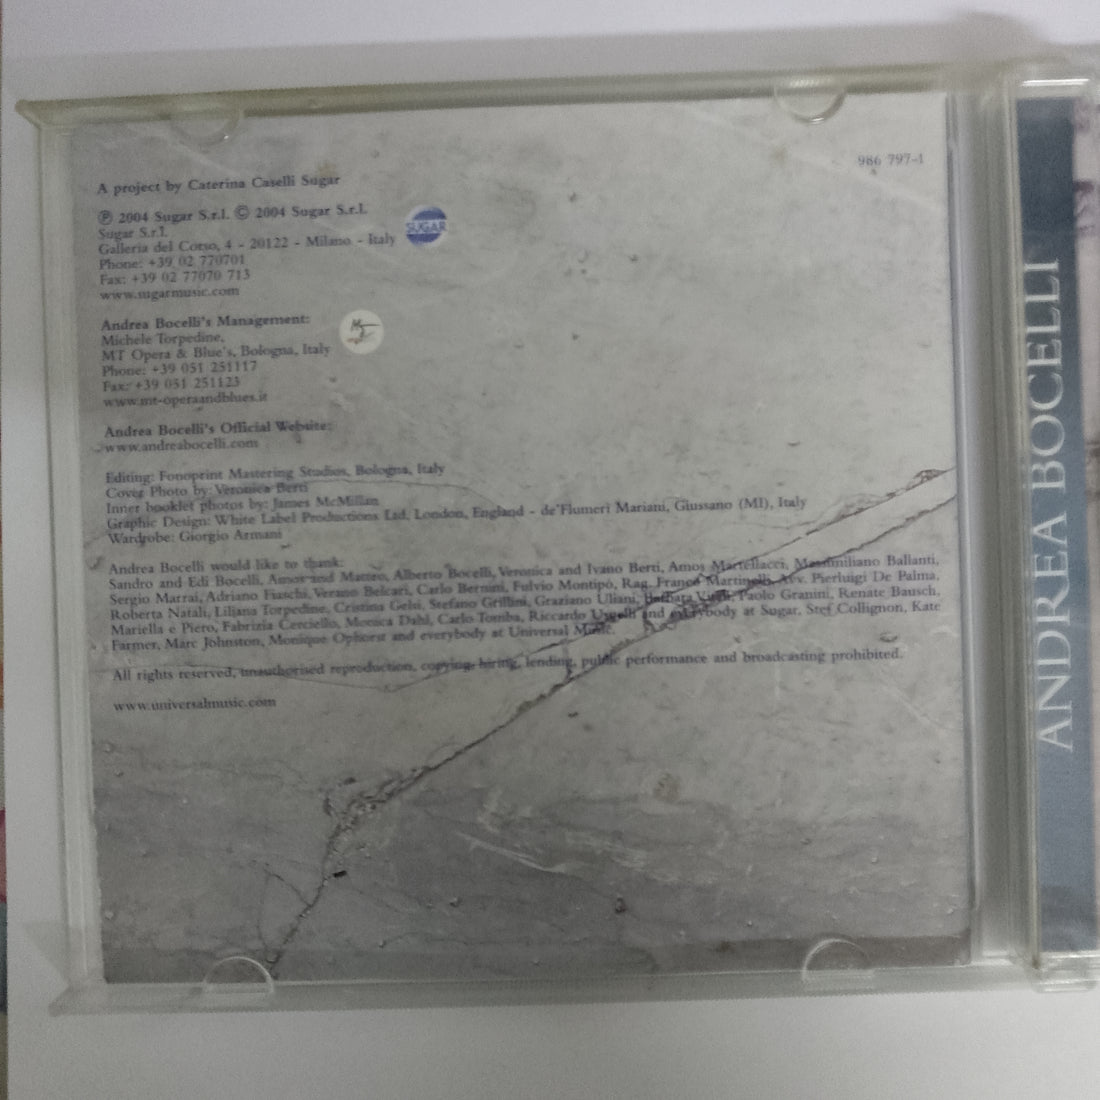 986 797-1
A project by Caterina Caselli Sugar
℗ 2004 Sugar S.r.l. © 2004 Sugar S.r.l.
Sugar S.r.l.
SUGAR
Galleria del Corso, 4 - 20122 - Milano - Italy
Phone: +39 02 770701
Fax: +39 02 77070 713
www.sugarmusic.com
Andrea Bocelli's Management:
Michele Torpedine,
MT Opera & Blue's, Bologna, Italy
Phone: +39 051 251117
Fax: +39 051 251123
www.mt-operaandblues.it
Andrea Bocelli's Official Website:
www.andreabocelli.com
Editing: Fonoprint Mastering Studios, Bologna, Italy
Cover Photo by: Veronica Berti
Inner booklet photos by: James McMillan
Graphic Design: White Label Productions Ltd, London, England - de'Flumeri Mariani, Giussano (MI), Italy
Wardrobe: Giorgio Armani
Andrea Bocelli would like to thank:
Sandro and Edi Bocelli, Amos and Matteo, Alberto Bocelli, Veronica and Ivano Berti, Amos Martellacci, Massimiliano Ballanti,
Sergio Marrai, Adriano Fiaschi, Verano Belcari, Carlo Bernini, Fulvio Montipò, Rag. Franco Martinelli, Avv. Pierluigi De Palma,
Roberta Natali, Liliana Torpedine, Cristina Gelsi, Stefano Grillini, Graziano Uliani, Barbara Vitali, Paolo Granini, Renate Bausch,
Mariella e Piero, Fabrizia Cerciello, Monica Dahl, Carlo Tomba, Riccardo and everybody at Sugar, Stef Collignon, Kate
Farmer, Marc Johnston, Monique Ophorst and everybody at Universal Music.
All rights reserved, unauthorised reproduction, copying, hiring, lending, public performance and broadcasting prohibited.
www.universalmusic.com
ANDREA BOCELLI